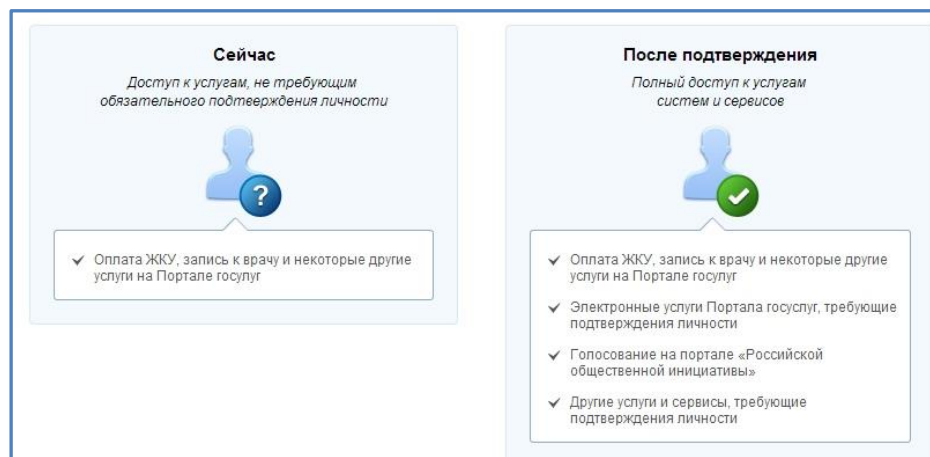 Сейчас
Доступ к услугам, не требующим
обязательного подтверждения личности
Оплата ЖКУ, запись к врачу и некоторые другие
услуги на Портале госулуг
После подтверждения
Полный доступ к услугам
систем и сервисов
Оплата ЖКУ, запись к врачу и некоторые другие
услуги на Портале госулуг
Электронные услуги Портала госуслуг, требующие
подтверждения личности
Голосование на портале «Российской
общественной инициативы»
Другие услуги и сервисы, требующие
подтверждения личности